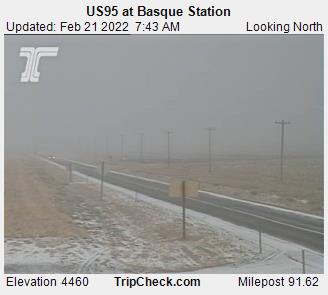 US95 at Basque Station
Updated: Feb 21 2022 7:43 AM Looking North
Elevation 4460 TripCheck.com Milepost 91.62